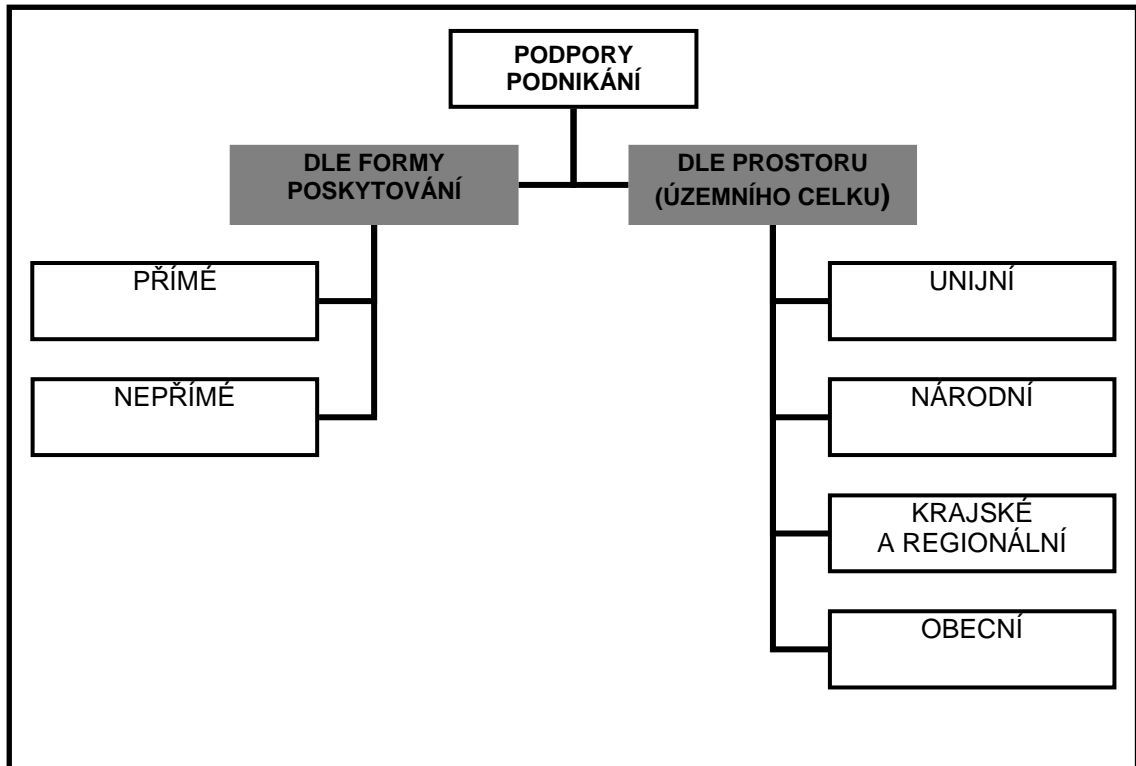 PODPORY
PODNIKÁNÍ
DLE FORMY
POSKYTOVÁNÍ
DLE PROSTORU
(ÚZEMNÍHO CELKU)
PŘÍMÉ
NEPŘÍMÉ
UNIJNÍ
NÁRODNÍ
KRAJSKÉ
A REGIONÁLNÍ
OBECNÍ